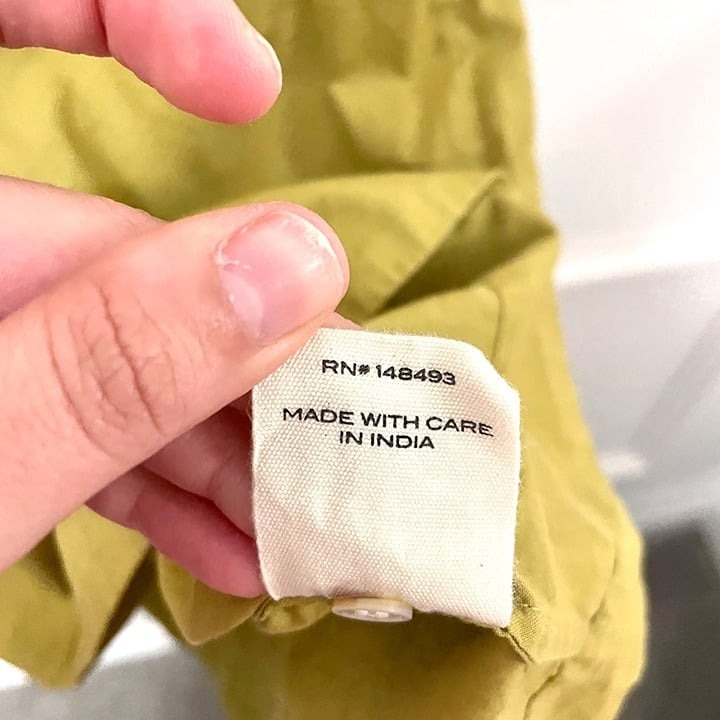 RN# 148493
MADE WITH CARE
IN INDIA